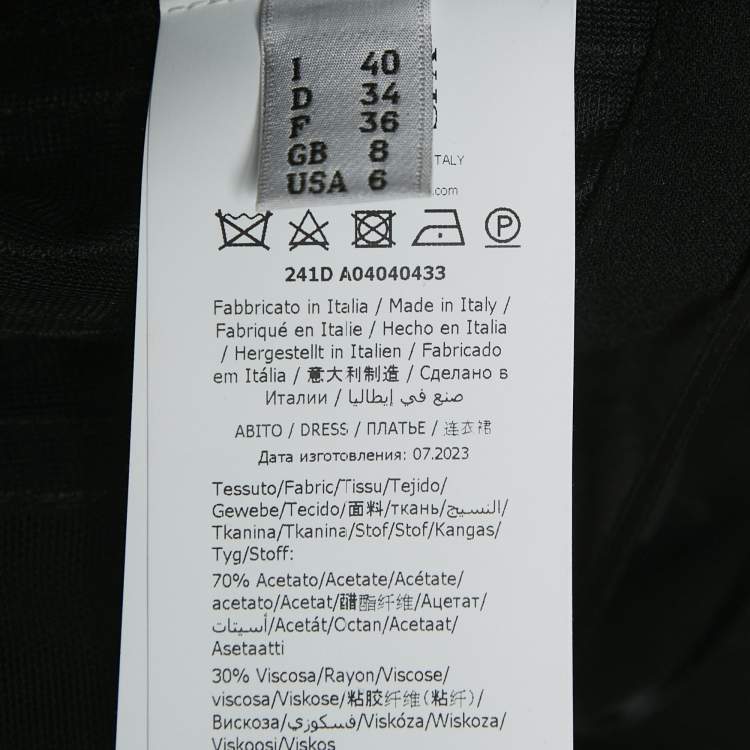 I 40
D 34
F 36
GB 8
USA 6
TALY
.com
P
241D A04040433
Fabbricato in Italia / Made in Italy /
Fabriqué en Italie / Hecho en Italia
/ Hergestellt in Italien / Fabricado
em Itália / 意大利制造 / Сделано в
Италии / صنع في إيطاليا
ABITO / DRESS / ПЛАТЬЕ / 连衣裙
Дата изготовления: 07.2023
Tessuto/Fabric/Tissu/Tejido/
Gewebe/Tecido/面料/ткань/النسيج/
Tkanina/Tkanina/Stof/Stof/Kangas/
Tyg/Stoff:
70% Acetato/Acetate/Acétate/
acetato/Acetat/醋酯纤维/Ацетат/
أسيتات/Acetát/Octan/Acetaat/
Asetaatti
30% Viscosa/Rayon/Viscose/
viscosa/Viskose/粘胶纤维(粘纤)/
Вискоза/فسكوزي/Viskóza/Wiskoza/
Viskoosi/Viskos